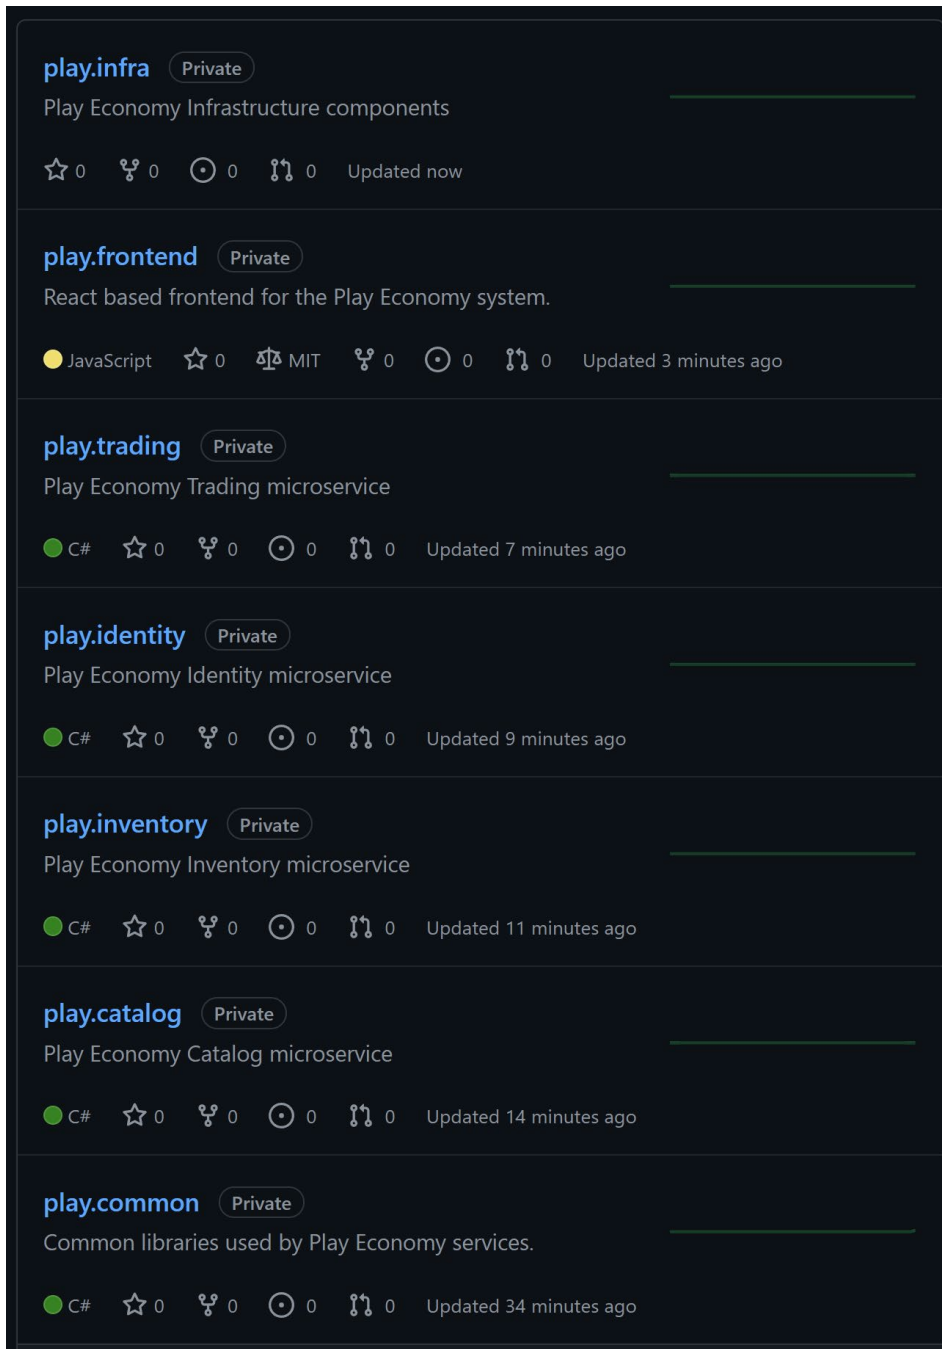 play.infra Private
Play Economy Infrastructure components
0 0 0 0 Updated now
play.frontend Private
React based frontend for the Play Economy system.
JavaScript 0 MIT 0 0 0 Updated 3 minutes ago
play.trading Private
Play Economy Trading microservice
C# 0 0 0 0 Updated 7 minutes ago
play.identity Private
Play Economy Identity microservice
C# 0 0 0 0 Updated 9 minutes ago
play.inventory Private
Play Economy Inventory microservice
C# 0 0 0 0 Updated 11 minutes ago
play.catalog Private
Play Economy Catalog microservice
C# 0 0 0 0 Updated 14 minutes ago
play.common Private
Common libraries used by Play Economy services.
C# 0 0 0 0 Updated 34 minutes ago